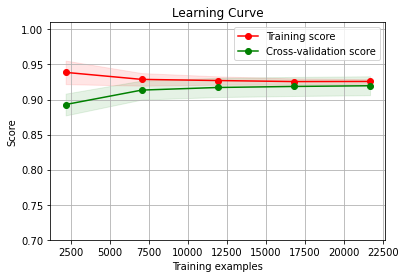 Learning Curve
Training score
Cross-validation score
1.00
0.95
0.90
0.85
0.80
0.75
0.70
Score
2500 5000 7500 10000 12500 15000 17500 20000 22500
Training examples